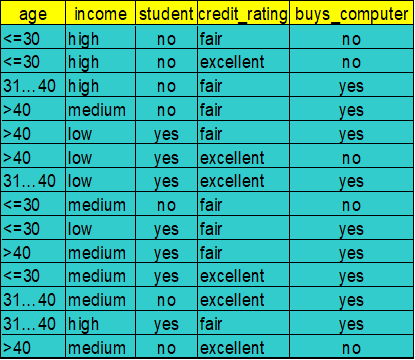 age income student credit_rating buys_computer
<=30 high no fair no
<=30 high no excellent no
31…40 high no fair yes
>40 medium no fair yes
>40 low yes fair yes
>40 low yes excellent no
31…40 low yes excellent yes
<=30 medium no fair no
<=30 low yes fair yes
>40 medium yes fair yes
<=30 medium yes excellent yes
31…40 medium no excellent yes
31…40 high yes fair yes
>40 medium no excellent no